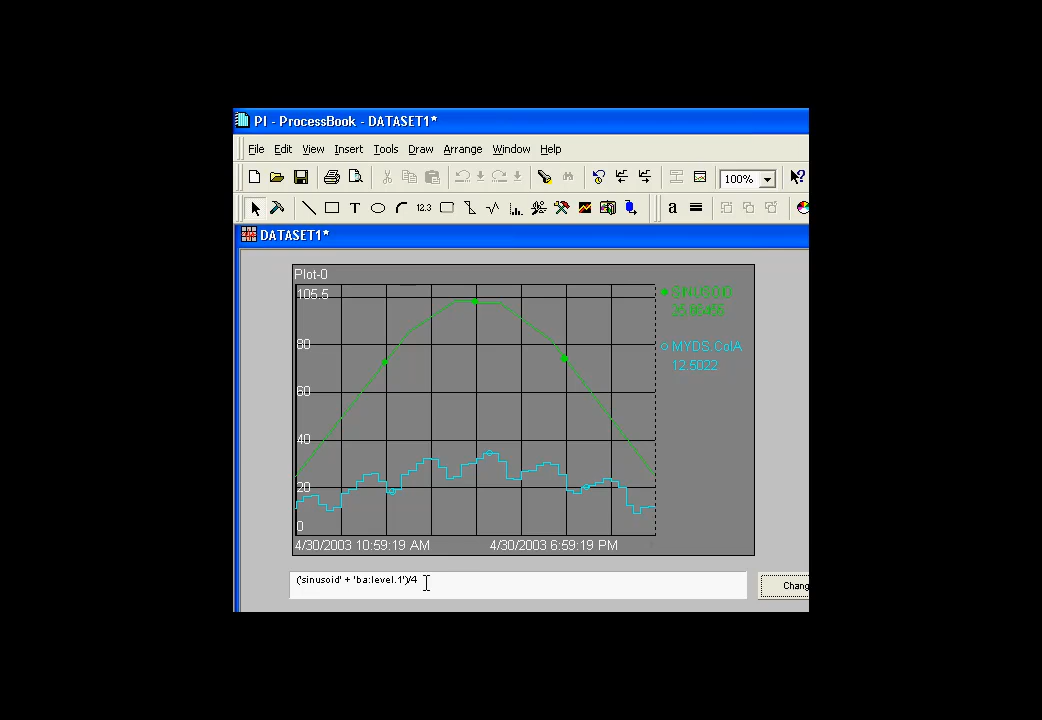 PI - ProcessBook - DATASET1*
File Edit View Insert Tools Draw Arrange Window Help
100%
T 12.3 a
DATASET1*
Plot-0
105.5
80
60
40
20
0
4/30/2003 10:59:19 AM 4/30/2003 6:59:19 PM
SINUSOID
MYDS.ColA
12.5022
('sinusoid' + 'ba:level.1')/4
Chang